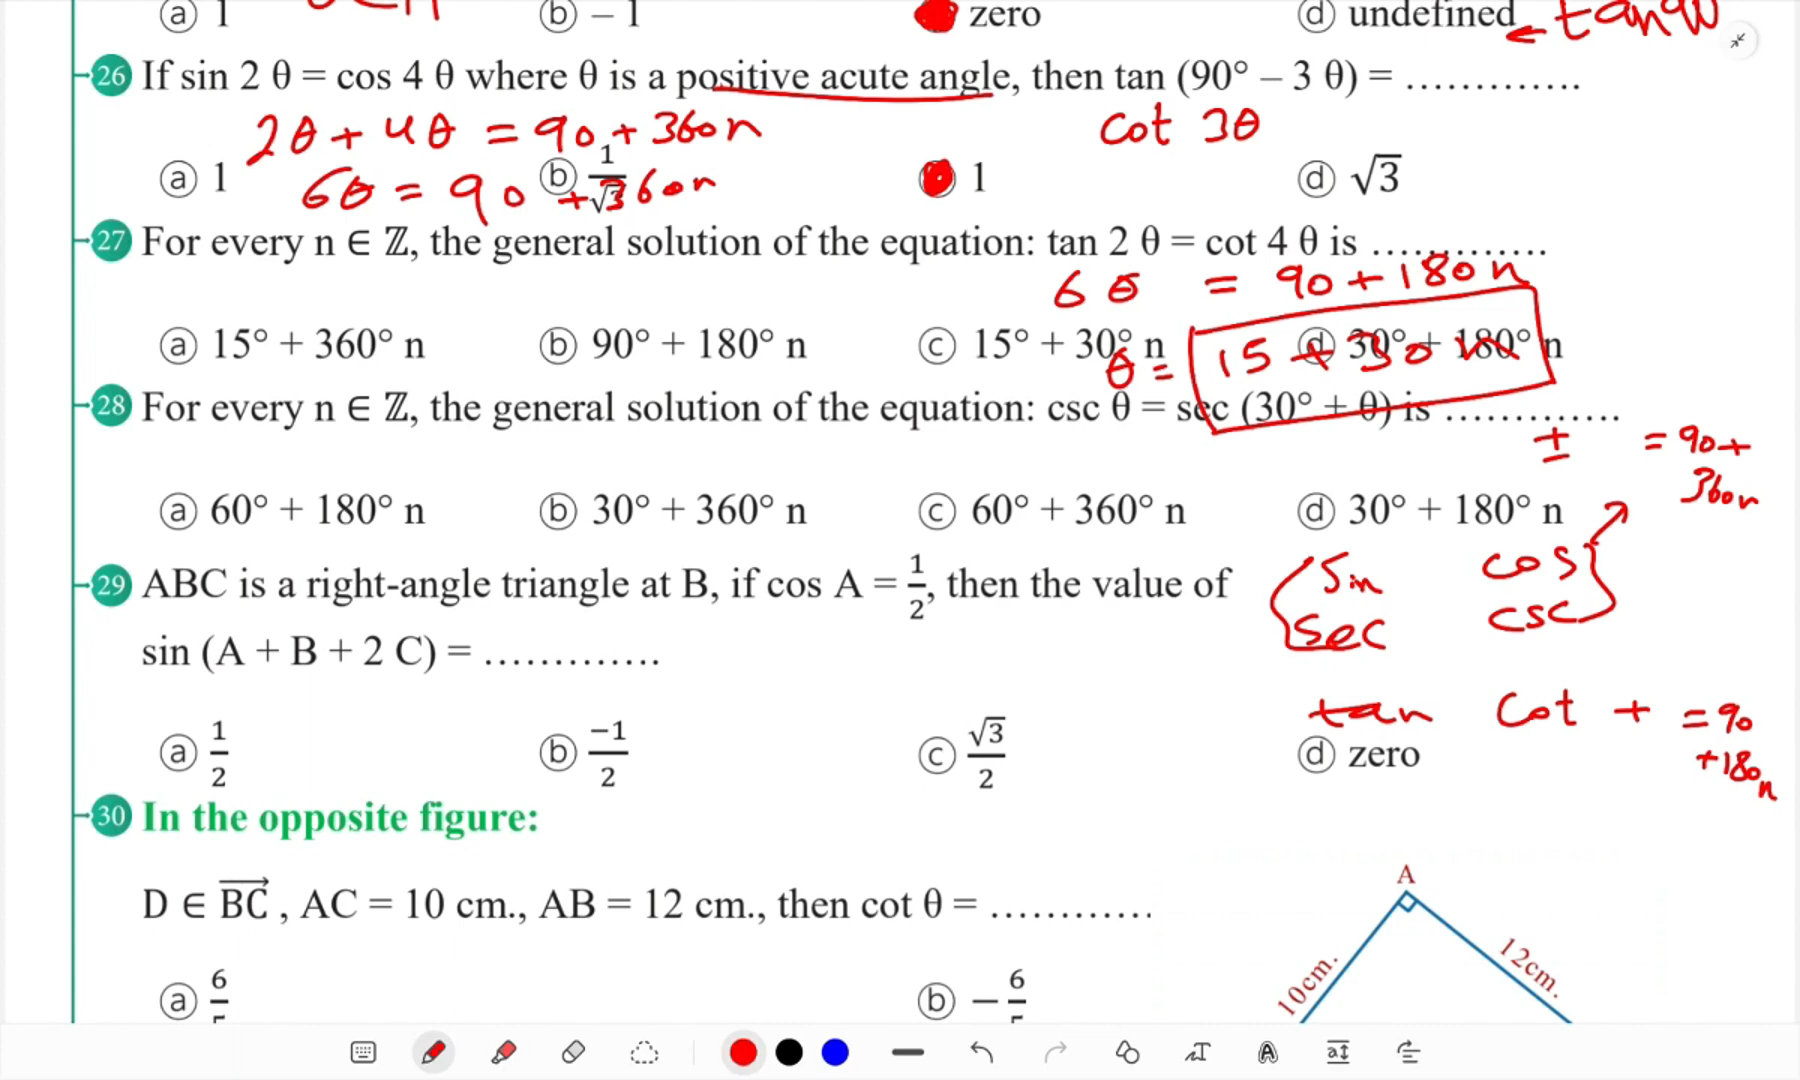 ⓐ 1 ⓑ – 1 zero ⓓ undefined ← tan 90
26 If sin 2 θ = cos 4 θ where θ is a positive acute angle, then tan (90° – 3 θ) = .............
2θ + 4θ = 90 + 360n cot 3θ
ⓐ 1 ⓑ 1/√3 1 ⓓ √3
6θ = 90 + 360n
27 For every n ∈ ℤ, the general solution of the equation: tan 2 θ = cot 4 θ is .............
6θ = 90 + 180n
ⓐ 15° + 360° n ⓑ 90° + 180° n ⓒ 15° + 30° n ⓓ 30° + 180° n
θ = 15 + 30n
28 For every n ∈ ℤ, the general solution of the equation: csc θ = sec (30° + θ) is .............
± = 90 +
360n
ⓐ 60° + 180° n ⓑ 30° + 360° n ⓒ 60° + 360° n ⓓ 30° + 180° n
sin cos
29 ABC is a right-angle triangle at B, if cos A = 1/2, then the value of
sec csc
sin (A + B + 2 C) = .............
tan cot + = 90
+180n
ⓐ 1/2 ⓑ −1/2 ⓒ √3/2 ⓓ zero
30 In the opposite figure:
A
D ∈ BC→, AC = 10 cm., AB = 12 cm., then cot θ = ............
10cm. 12cm.
ⓐ 6 ⓑ − 6